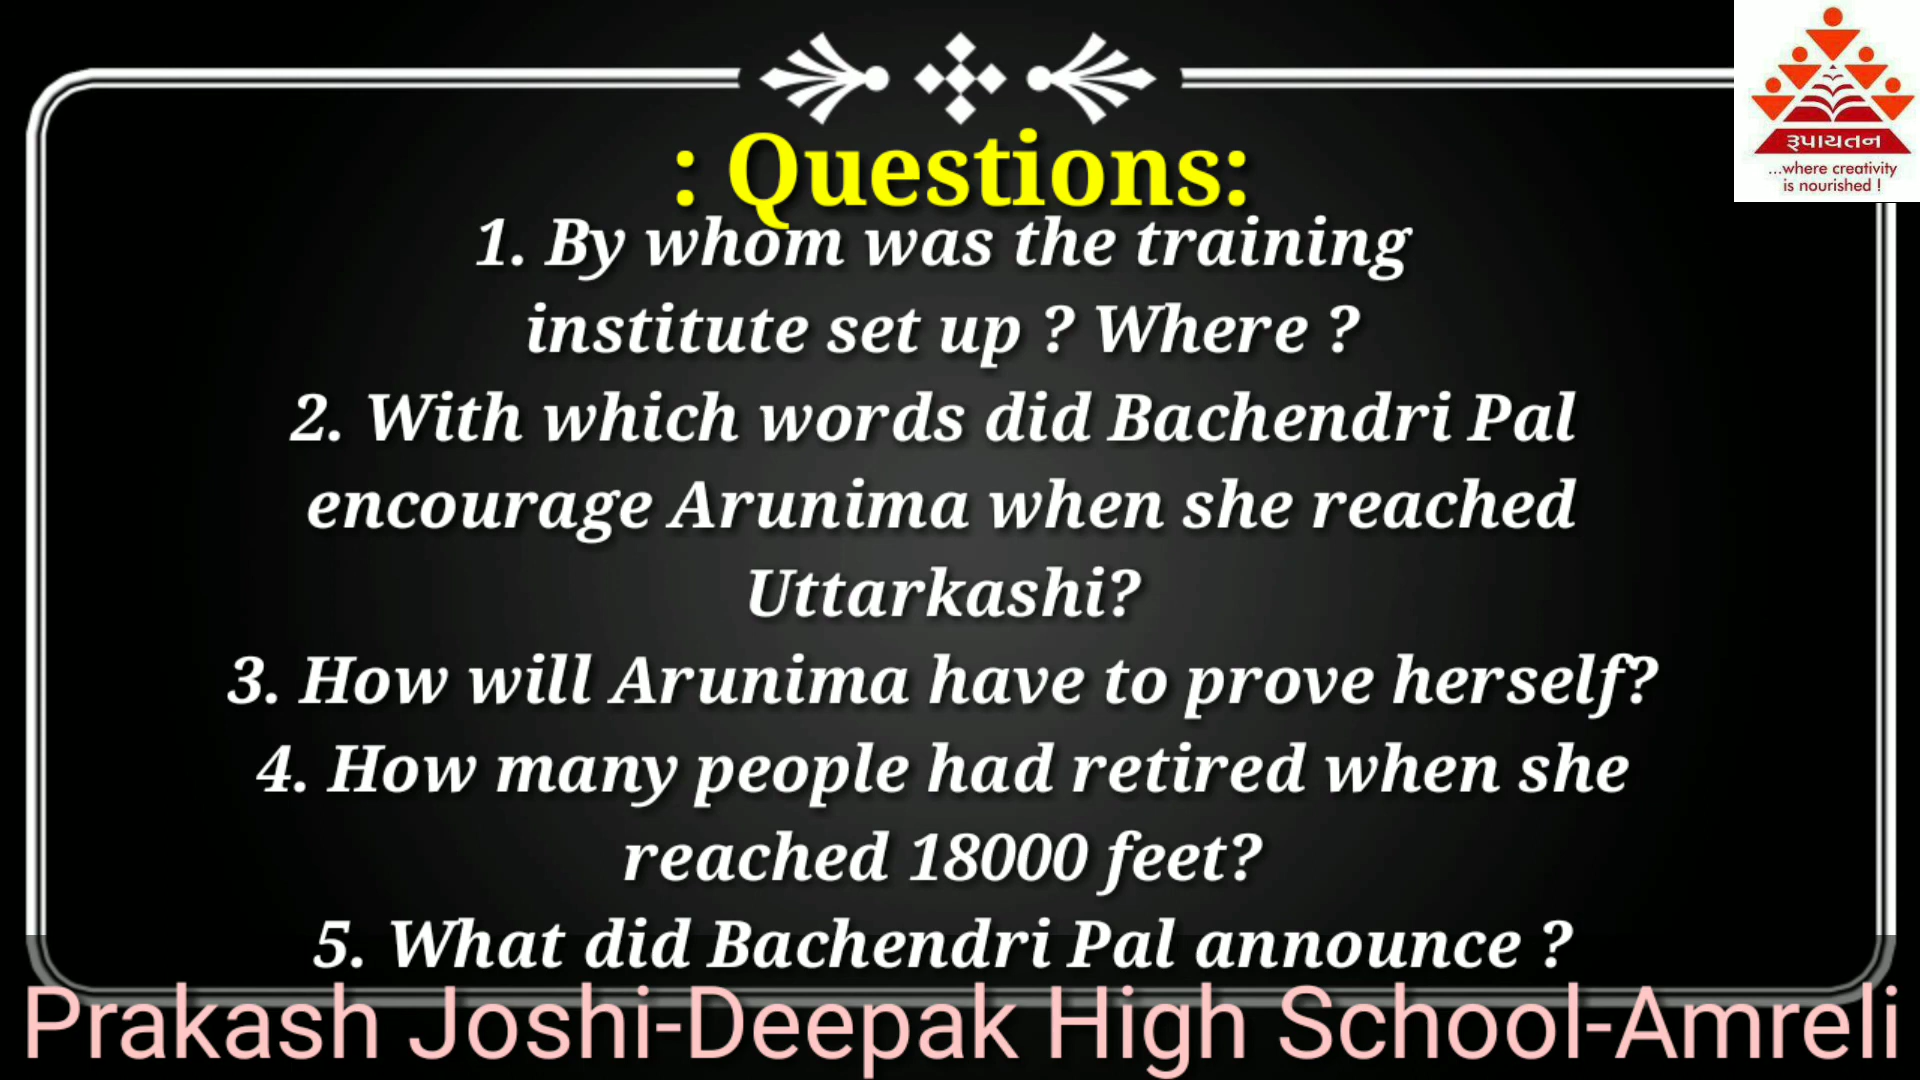 : Questions:
1. By whom was the training
institute set up ? Where ?
2. With which words did Bachendri Pal
encourage Arunima when she reached
Uttarkashi?
3. How will Arunima have to prove herself?
4. How many people had retired when she
reached 18000 feet?
5. What did Bachendri Pal announce ?
Prakash Joshi-Deepak High School-Amreli
રૂપાયતન
...where creativity
is nourished !